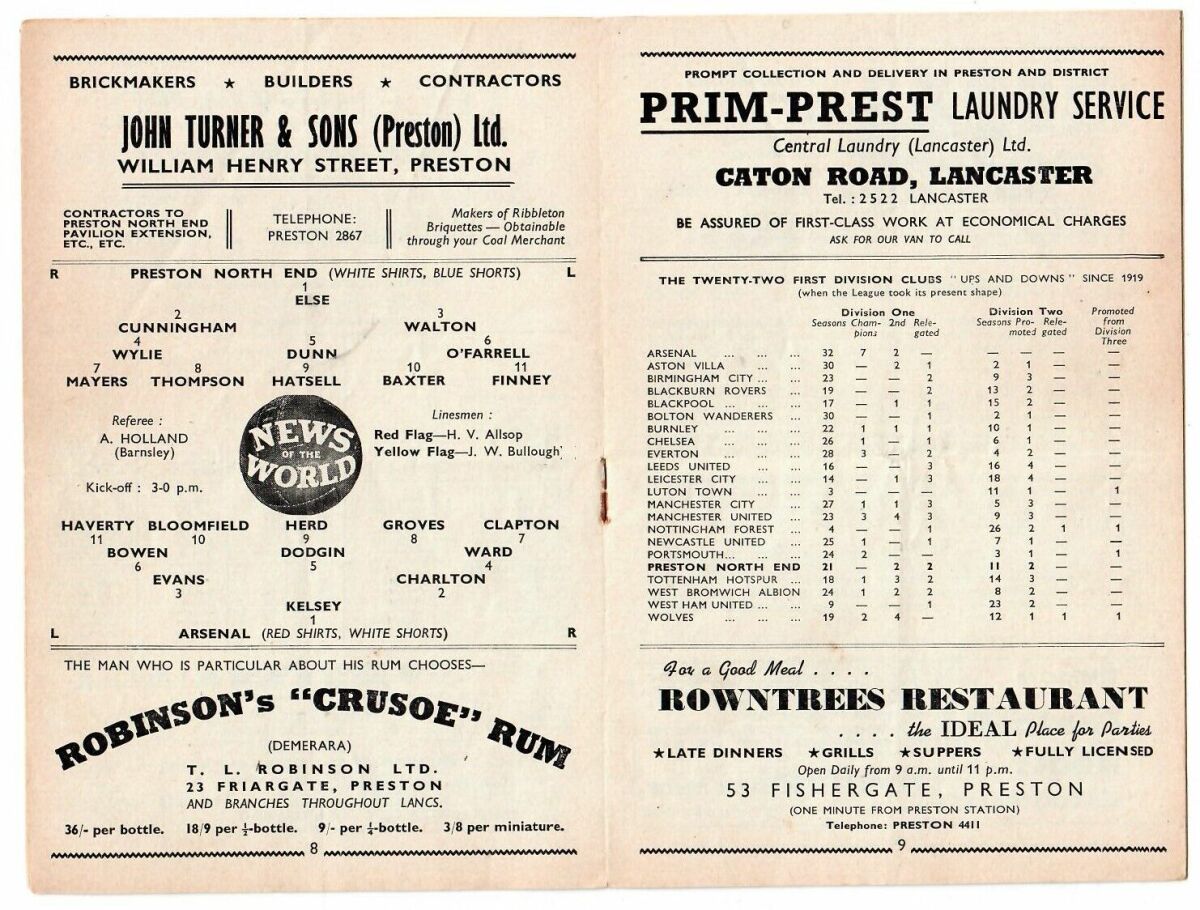 BRICKMAKERS ★ BUILDERS ★ CONTRACTORS
JOHN TURNER & SONS (Preston) Ltd.
WILLIAM HENRY STREET, PRESTON
CONTRACTORS TO
PRESTON NORTH END
PAVILION EXTENSION,
ETC., ETC.
TELEPHONE:
PRESTON 2867
Makers of Ribbleton
Briquettes — Obtainable
through your Coal Merchant
R PRESTON NORTH END (WHITE SHIRTS, BLUE SHORTS) L
1
ELSE
2 3
CUNNINGHAM WALTON
4 5 6
WYLIE DUNN O'FARRELL
7 8 9 10 11
MAYERS THOMPSON HATSELL BAXTER FINNEY
Referee :
A. HOLLAND
(Barnsley)
Kick-off : 3-0 p.m.
NEWS
OF THE
WORLD
Linesmen :
Red Flag—H. V. Allsop
Yellow Flag—J. W. Bullough
HAVERTY BLOOMFIELD HERD GROVES CLAPTON
11 10 9 8 7
BOWEN DODGIN WARD
6 5 4
EVANS CHARLTON
3 2
KELSEY
1
L ARSENAL (RED SHIRTS, WHITE SHORTS) R
THE MAN WHO IS PARTICULAR ABOUT HIS RUM CHOOSES—
ROBINSON's "CRUSOE" RUM
(DEMERARA)
T. L. ROBINSON LTD.
23 FRIARGATE, PRESTON
AND BRANCHES THROUGHOUT LANCS.
36/- per bottle. 18/9 per ½-bottle. 9/- per ¼-bottle. 3/8 per miniature.
8
PROMPT COLLECTION AND DELIVERY IN PRESTON AND DISTRICT
PRIM-PREST LAUNDRY SERVICE
Central Laundry (Lancaster) Ltd.
CATON ROAD, LANCASTER
Tel. : 2522 LANCASTER
BE ASSURED OF FIRST-CLASS WORK AT ECONOMICAL CHARGES
ASK FOR OUR VAN TO CALL
THE TWENTY-TWO FIRST DIVISION CLUBS "UPS AND DOWNS" SINCE 1919
(when the League took its present shape)
Division One Division Two Promoted
Seasons Cham- 2nd Rele- Seasons Pro- Rele- from
pions gated moted gated Division
Three
ARSENAL ... ... ... 32 7 2 — — — — —
ASTON VILLA ... ... 30 — 2 1 2 1 — —
BIRMINGHAM CITY ... ... 23 — — 2 9 3 — —
BLACKBURN ROVERS ... 19 — — 2 13 2 — —
BLACKPOOL ... ... ... 17 — 1 1 15 2 — —
BOLTON WANDERERS ... 30 — — 1 2 1 — —
BURNLEY ... ... ... 22 1 1 1 10 1 — —
CHELSEA ... ... ... 26 1 — 1 6 1 — —
EVERTON ... ... ... 28 3 — 2 4 2 — —
LEEDS UNITED ... ... 16 — — 3 16 4 — —
LEICESTER CITY ... ... 14 — 1 3 18 4 — —
LUTON TOWN ... ... 3 — — — 11 1 — 1
MANCHESTER CITY ... 27 1 1 3 5 3 — —
MANCHESTER UNITED ... 23 3 4 3 9 3 — —
NOTTINGHAM FOREST ... 4 — — 1 26 2 1 1
NEWCASTLE UNITED ... 25 1 — 1 7 1 — —
PORTSMOUTH ... ... 24 2 — — 3 1 — 1
PRESTON NORTH END 21 — 2 2 11 2 — —
TOTTENHAM HOTSPUR ... 18 1 3 2 14 3 — —
WEST BROMWICH ALBION 24 1 2 2 8 2 — —
WEST HAM UNITED ... ... 9 — — 1 23 2 — —
WOLVES ... ... ... 19 2 4 — 12 1 1 1
For a Good Meal . . . .
ROWNTREES RESTAURANT
. . . . the IDEAL Place for Parties
★LATE DINNERS ★GRILLS ★SUPPERS ★FULLY LICENSED
Open Daily from 9 a.m. until 11 p.m.
53 FISHERGATE, PRESTON
(ONE MINUTE FROM PRESTON STATION)
Telephone: PRESTON 4411
9